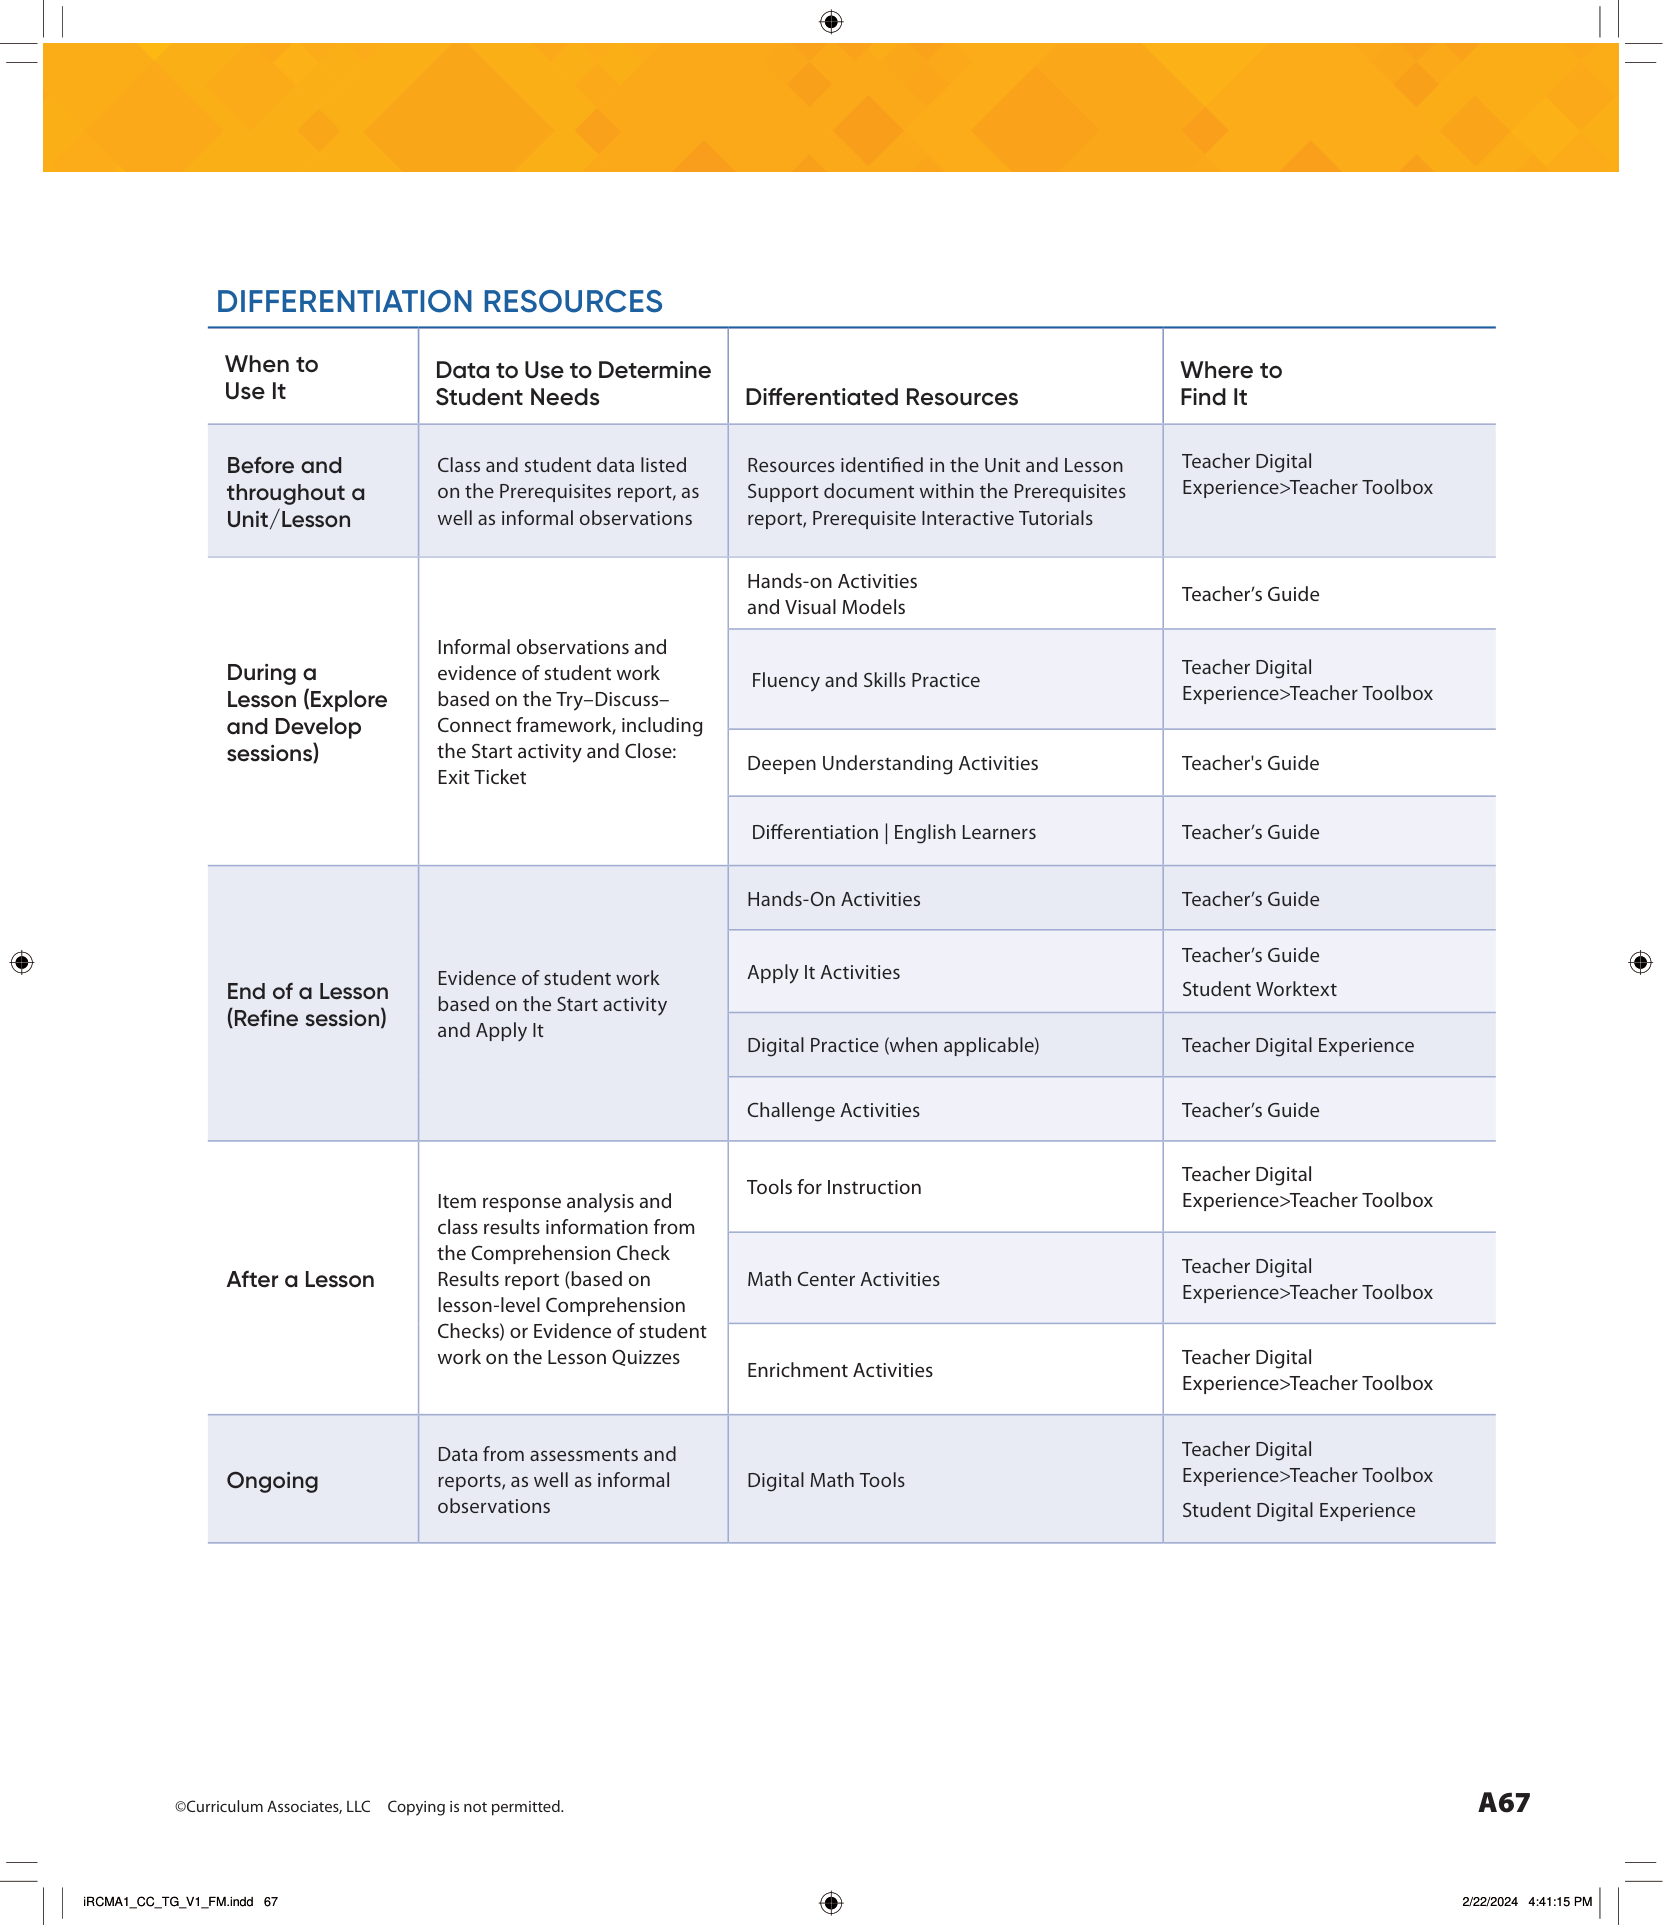 DIFFERENTIATION RESOURCES
When to
Use It
Data to Use to Determine
Student Needs
Differentiated Resources
Where to
Find It
Before and
throughout a
Unit/Lesson
Class and student data listed
on the Prerequisites report, as
well as informal observations
Resources identified in the Unit and Lesson
Support document within the Prerequisites
report, Prerequisite Interactive Tutorials
Teacher Digital
Experience>Teacher Toolbox
During a
Lesson (Explore
and Develop
sessions)
Informal observations and
evidence of student work
based on the Try–Discuss–
Connect framework, including
the Start activity and Close:
Exit Ticket
Hands-on Activities
and Visual Models
Teacher’s Guide
Fluency and Skills Practice
Teacher Digital
Experience>Teacher Toolbox
Deepen Understanding Activities
Teacher's Guide
Differentiation | English Learners
Teacher’s Guide
End of a Lesson
(Refine session)
Evidence of student work
based on the Start activity
and Apply It
Hands-On Activities
Teacher’s Guide
Apply It Activities
Teacher’s Guide
Student Worktext
Digital Practice (when applicable)
Teacher Digital Experience
Challenge Activities
Teacher’s Guide
After a Lesson
Item response analysis and
class results information from
the Comprehension Check
Results report (based on
lesson-level Comprehension
Checks) or Evidence of student
work on the Lesson Quizzes
Tools for Instruction
Teacher Digital
Experience>Teacher Toolbox
Math Center Activities
Teacher Digital
Experience>Teacher Toolbox
Enrichment Activities
Teacher Digital
Experience>Teacher Toolbox
Ongoing
Data from assessments and
reports, as well as informal
observations
Digital Math Tools
Teacher Digital
Experience>Teacher Toolbox
Student Digital Experience
©Curriculum Associates, LLC Copying is not permitted.
A67
iRCMA1_CC_TG_V1_FM.indd 67
2/22/2024 4:41:15 PM